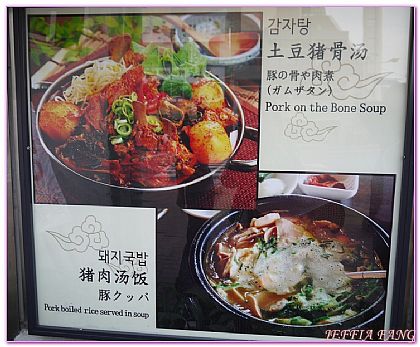 감자탕
土豆猪骨汤
豚の骨や肉煮
(ガムザタン)
Pork on the Bone Soup
돼지국밥
猪肉汤饭
豚クッパ
Pork boiled rice served in soup
JEFFIA FANG